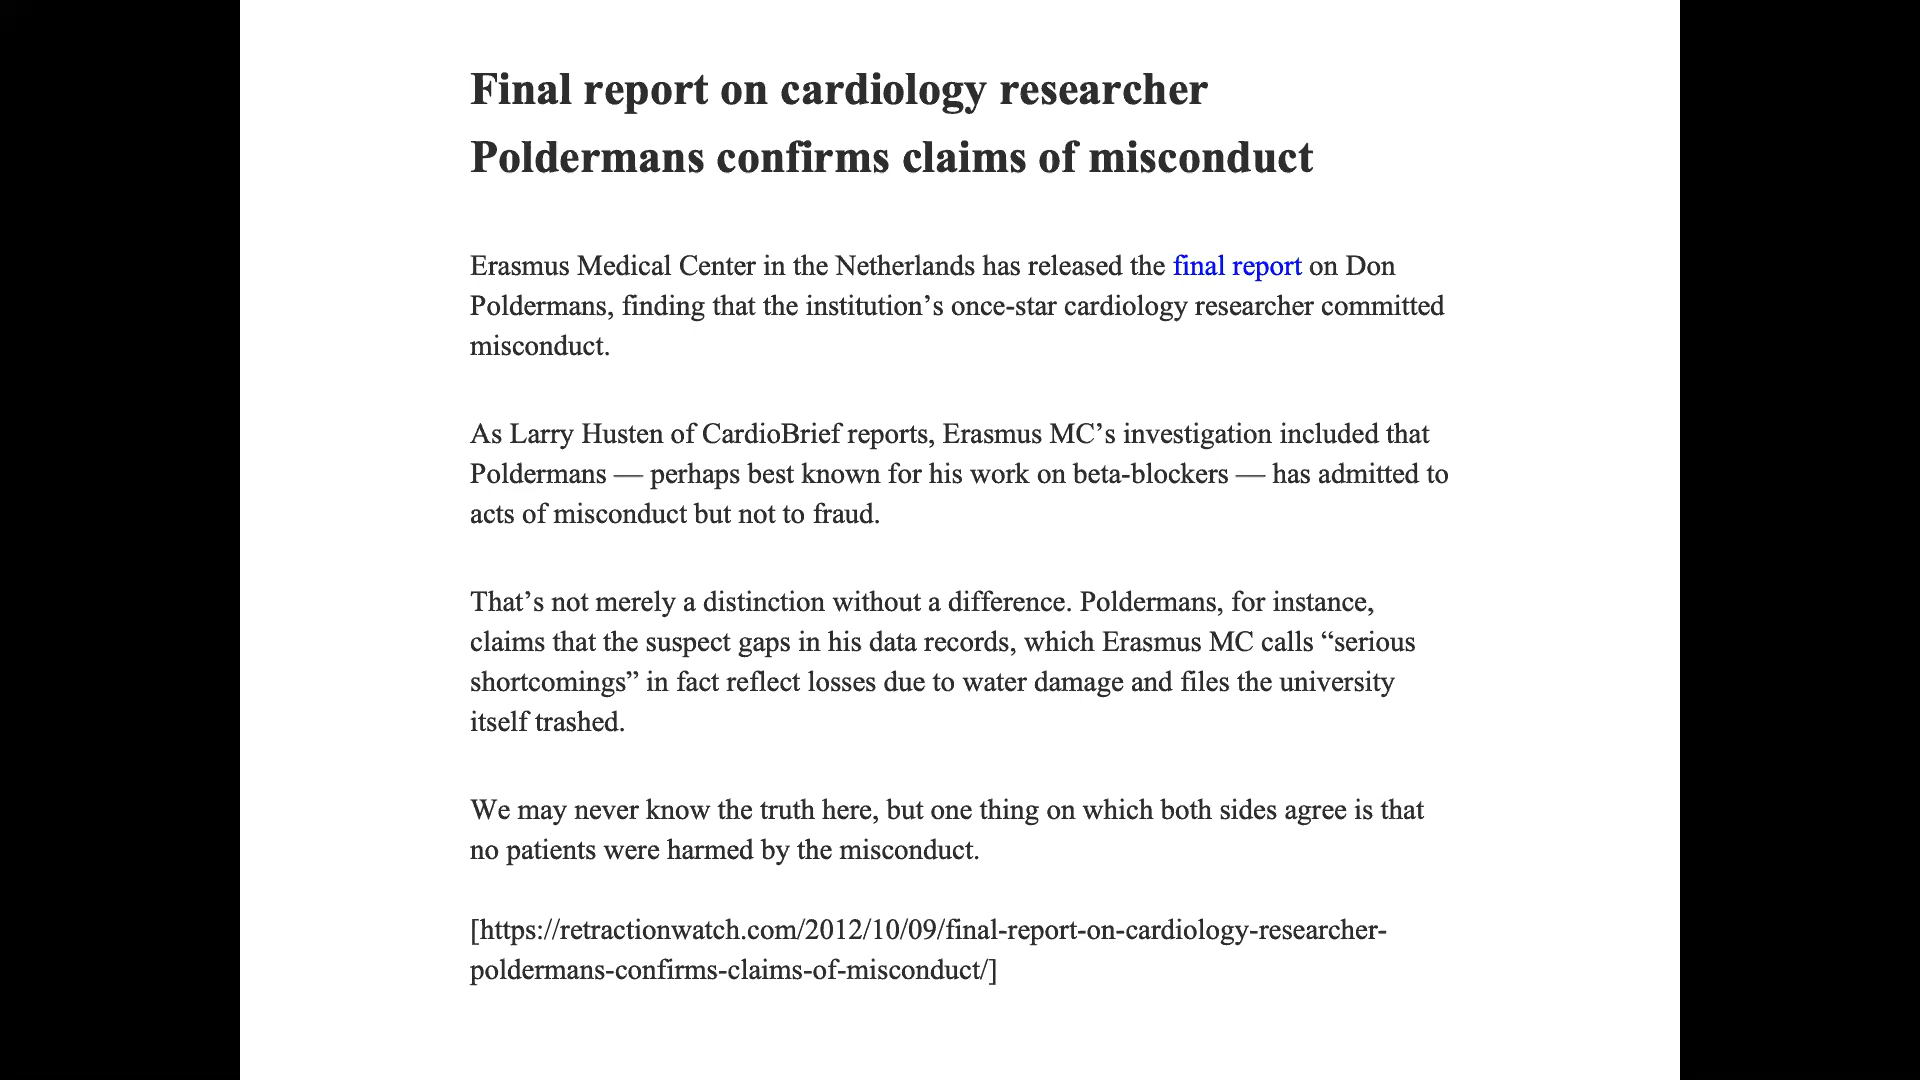 Final report on cardiology researcher
Poldermans confirms claims of misconduct
Erasmus Medical Center in the Netherlands has released the final report on Don
Poldermans, finding that the institution’s once-star cardiology researcher committed
misconduct.
As Larry Husten of CardioBrief reports, Erasmus MC’s investigation included that
Poldermans — perhaps best known for his work on beta-blockers — has admitted to
acts of misconduct but not to fraud.
That’s not merely a distinction without a difference. Poldermans, for instance,
claims that the suspect gaps in his data records, which Erasmus MC calls “serious
shortcomings” in fact reflect losses due to water damage and files the university
itself trashed.
We may never know the truth here, but one thing on which both sides agree is that
no patients were harmed by the misconduct.
[https://retractionwatch.com/2012/10/09/final-report-on-cardiology-researcher-
poldermans-confirms-claims-of-misconduct/]